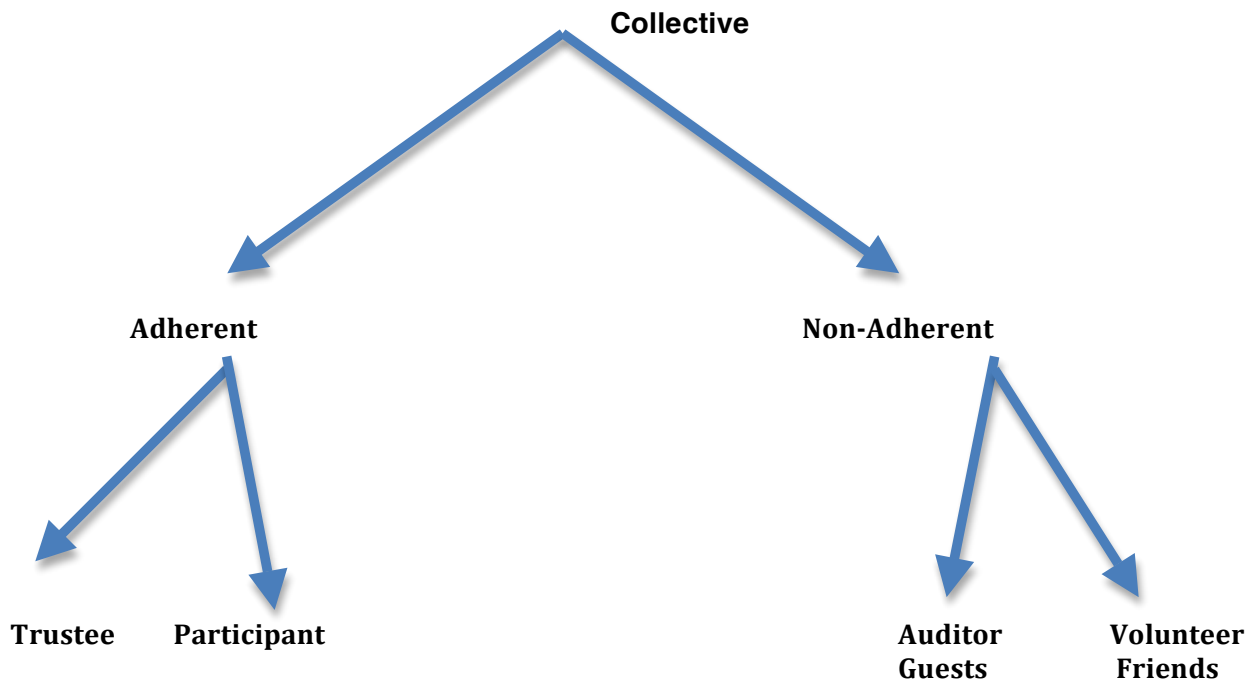 Collective
Adherent
Non-Adherent
Trustee
Participant
Auditor
Guests
Volunteer
Friends